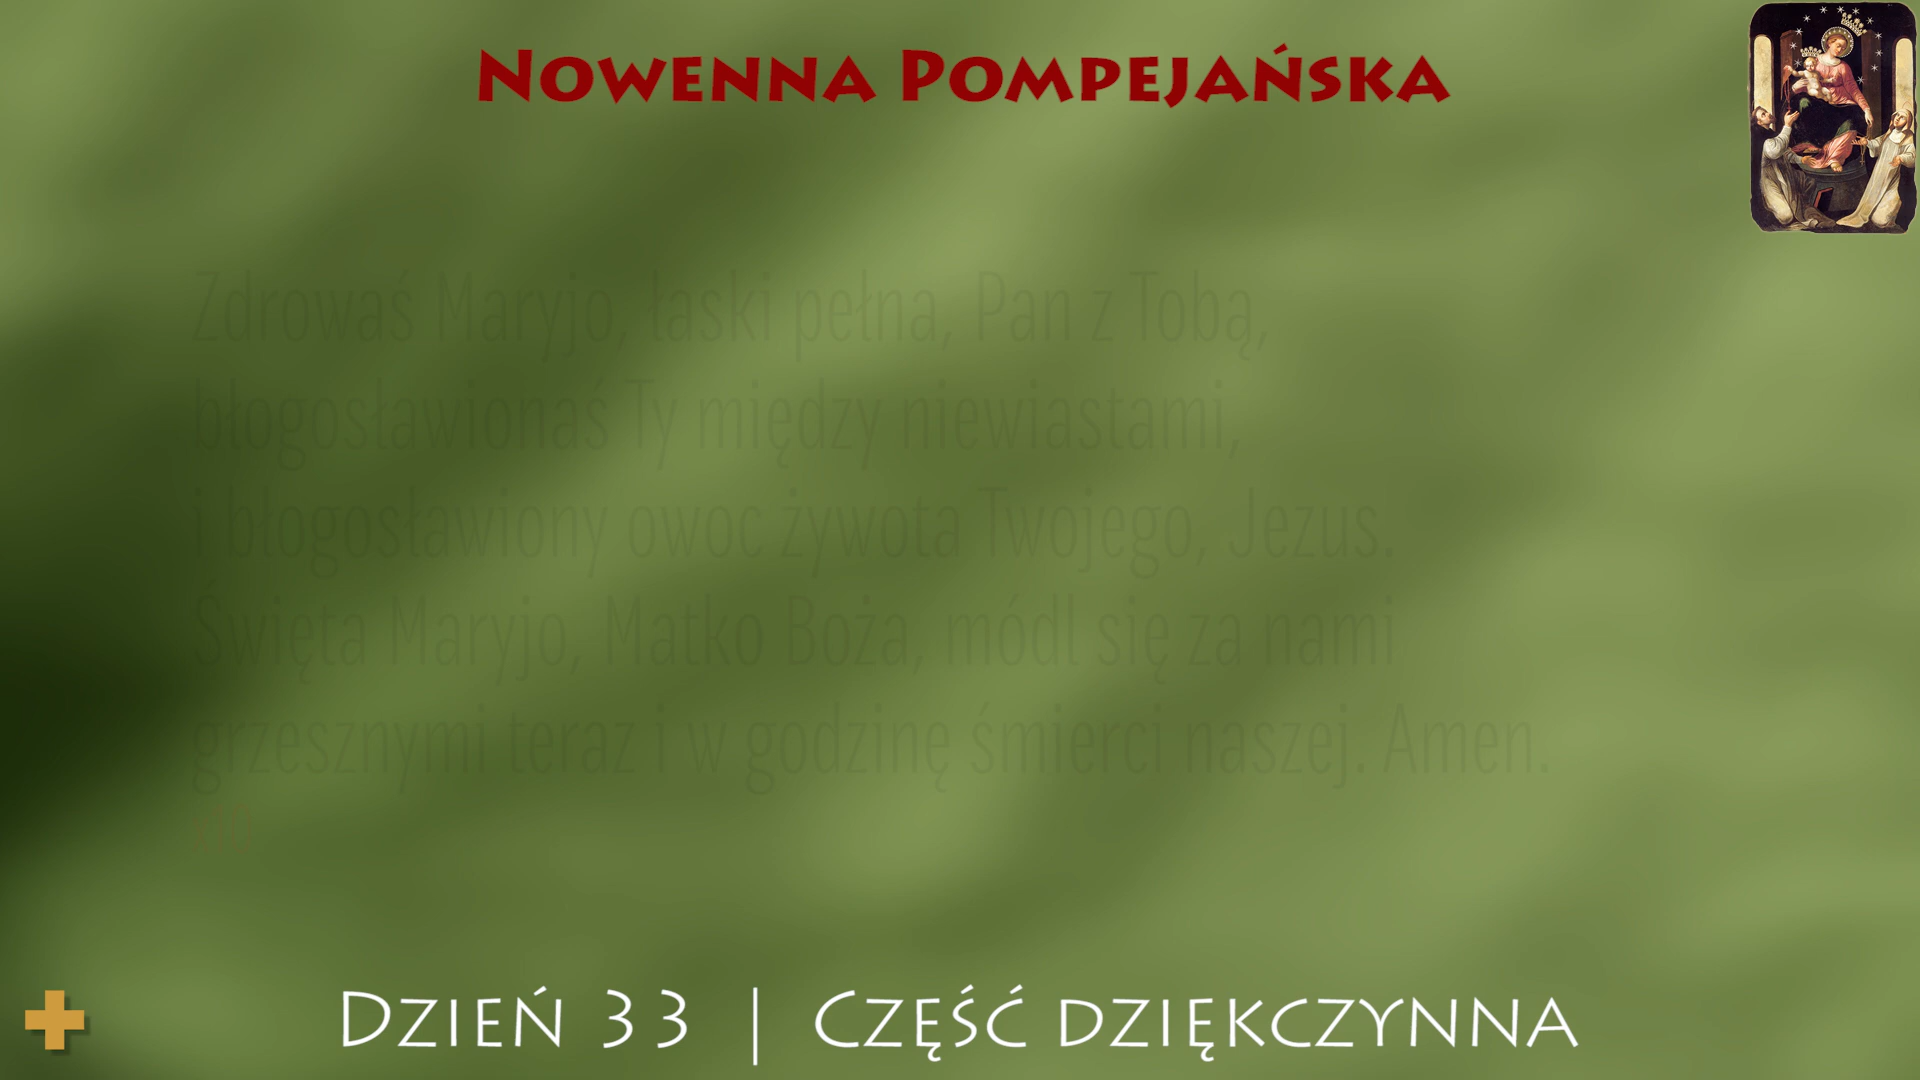 Nowenna Pompejańska
Zdrowaś Maryjo, łaski pełna, Pan z Tobą,
błogosławionaś Ty między niewiastami,
i błogosławiony owoc żywota Twojego, Jezus.
Święta Maryjo, Matko Boża, módl się za nami
grzesznymi teraz i w godzinę śmierci naszej. Amen.
Dzień 33 | Część dziękczynna